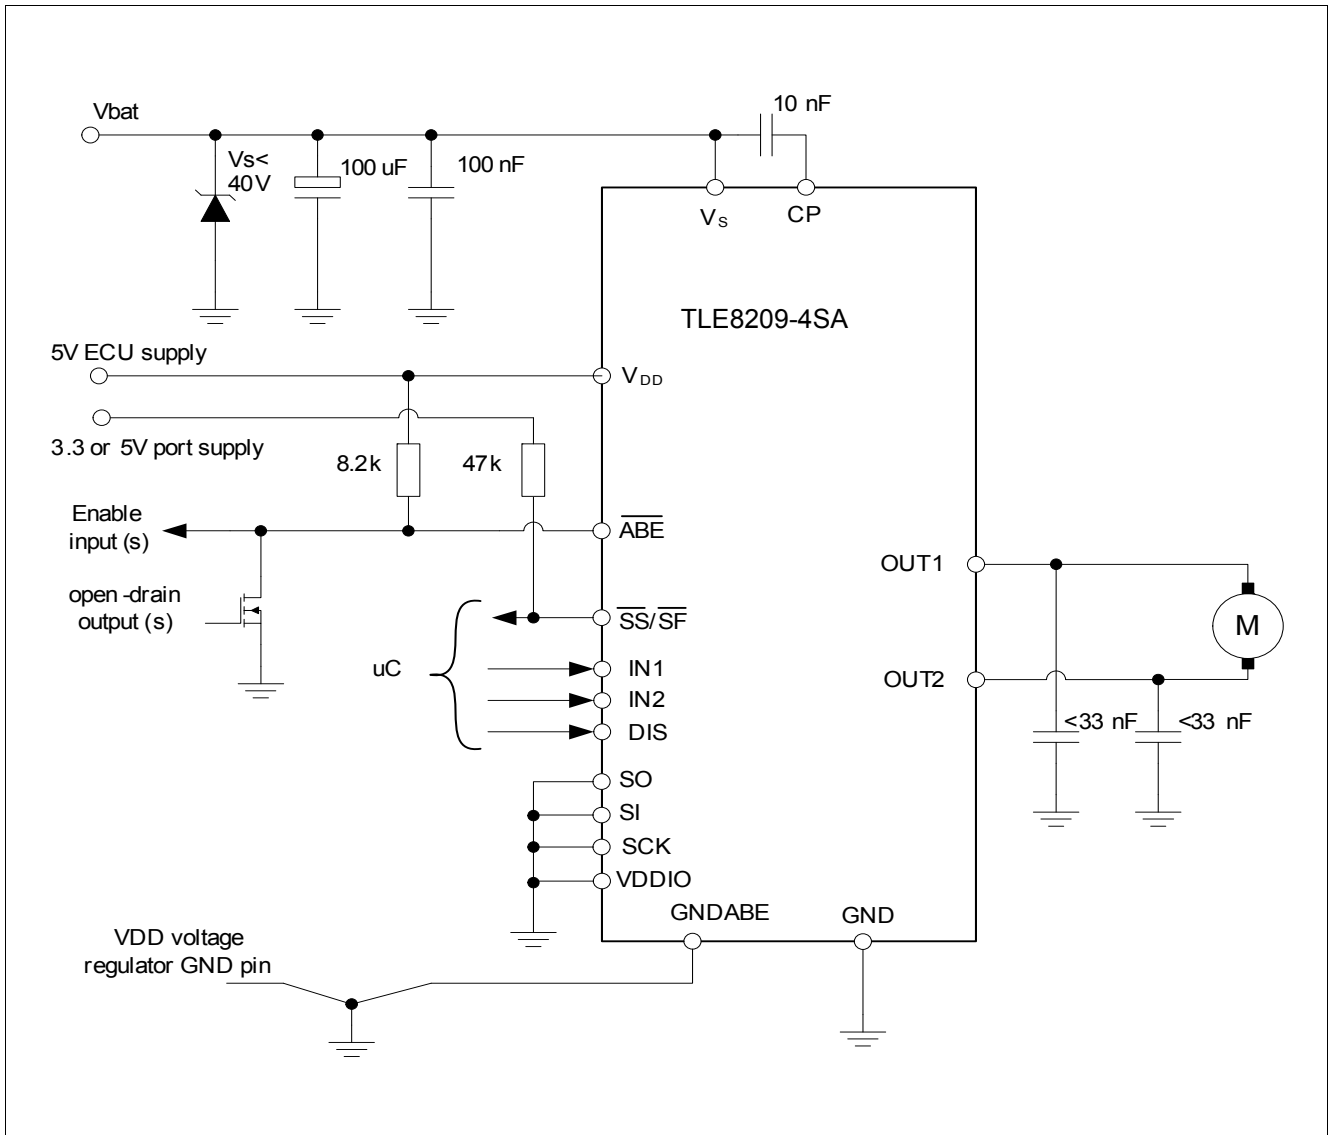 Vbat
10 nF
Vs<
40V
100 uF
100 nF
VS
CP
TLE8209-4SA
5V ECU supply
VDD
3.3 or 5V port supply
8.2k
47k
Enable
input (s)
ABE
open-drain
output (s)
SS/SF
uC
IN1
IN2
DIS
OUT1
M
OUT2
<33 nF
<33 nF
SO
SI
SCK
VDDIO
GNDABE
GND
VDD voltage
regulator GND pin